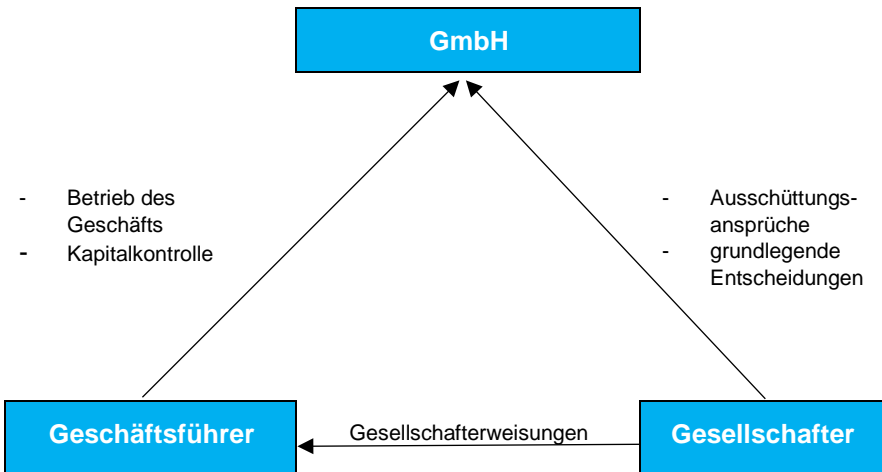 GmbH
- Betrieb des
Geschäfts
- Kapitalkontrolle
- Ausschüttungs-
ansprüche
- grundlegende
Entscheidungen
Geschäftsführer
Gesellschafterweisungen
Gesellschafter